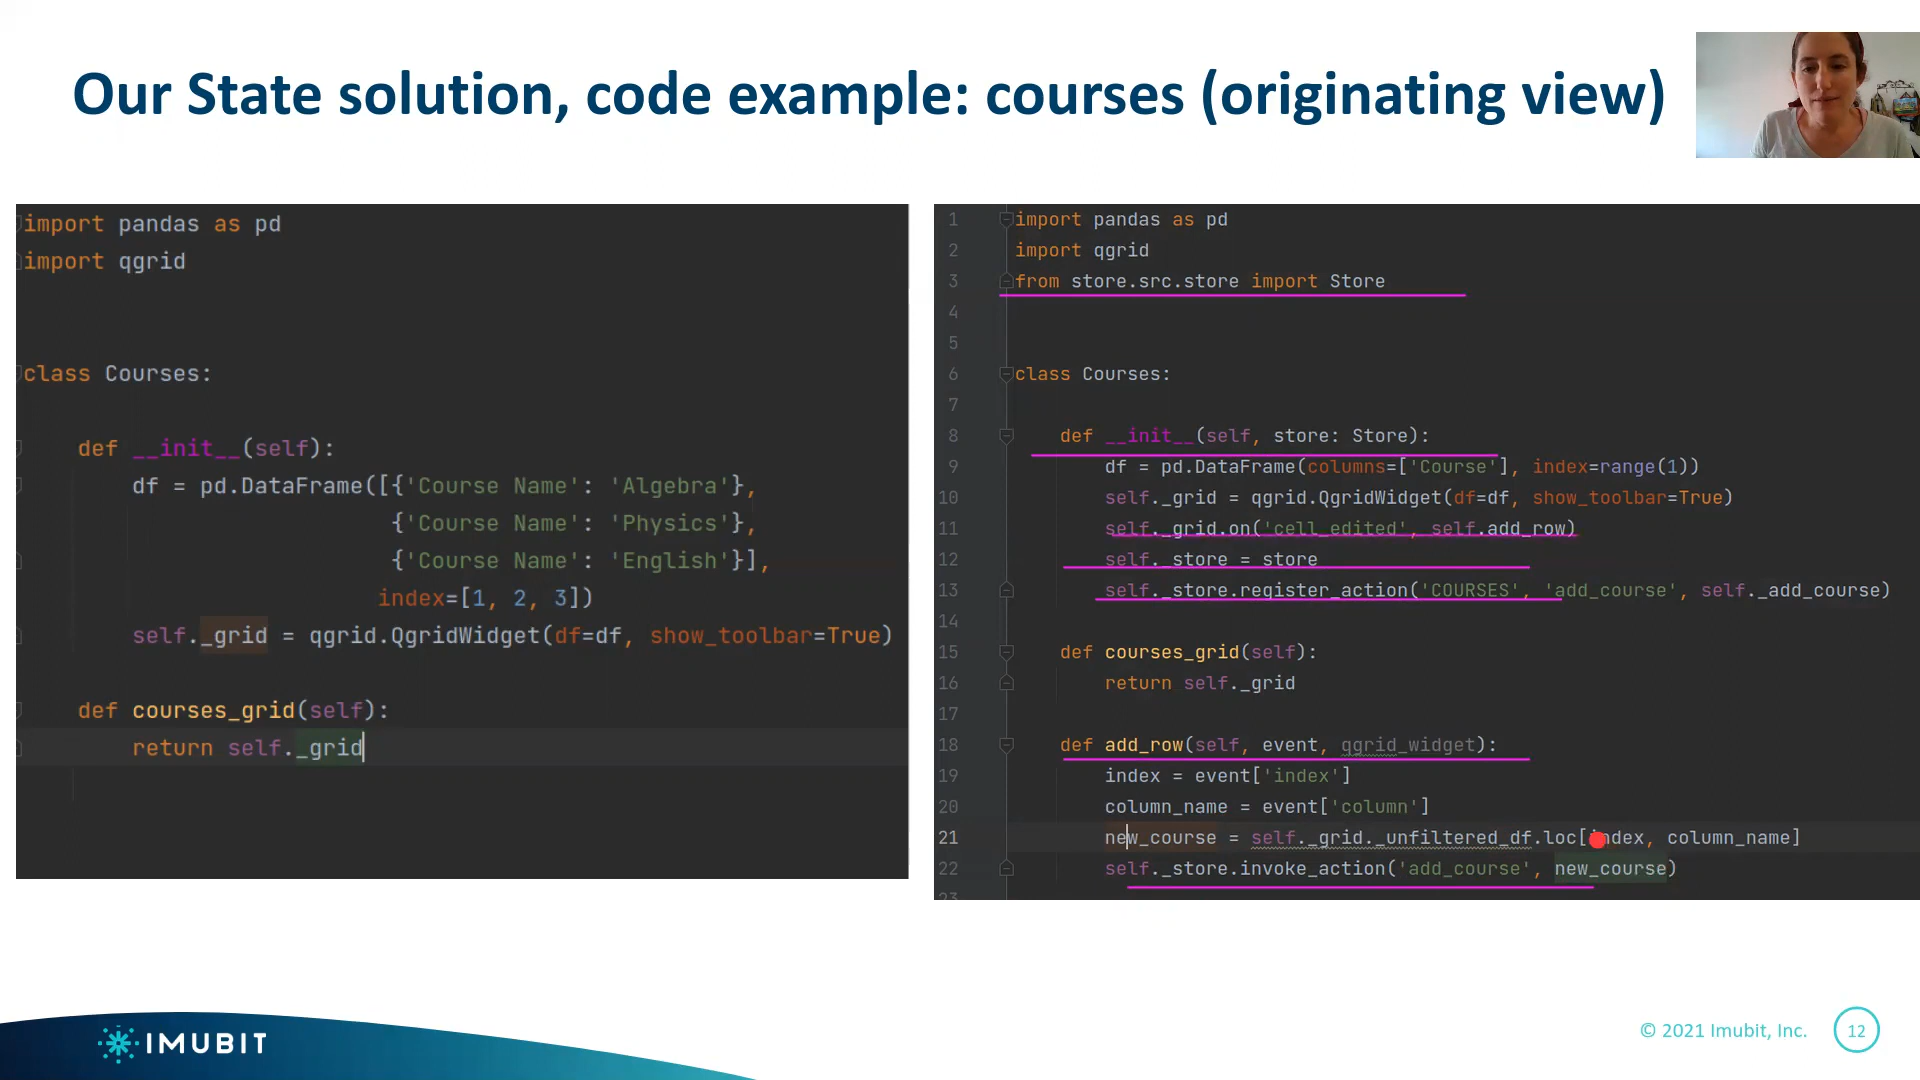 Our State solution, code example: courses (originating view)
import pandas as pd
import qgrid
class Courses:
def __init__(self):
df = pd.DataFrame([{'Course Name': 'Algebra'},
{'Course Name': 'Physics'},
{'Course Name': 'English'}],
index=[1, 2, 3])
self._grid = qgrid.QgridWidget(df=df, show_toolbar=True)
def courses_grid(self):
return self._grid
1 import pandas as pd
2 import qgrid
3 from store.src.store import Store
4
5
6 class Courses:
7
8 def __init__(self, store: Store):
9 df = pd.DataFrame(columns=['Course'], index=range(1))
10 self._grid = qgrid.QgridWidget(df=df, show_toolbar=True)
11 self._grid.on('cell_edited', self.add_row)
12 self._store = store
13 self._store.register_action('COURSES', 'add_course', self._add_course)
14
15 def courses_grid(self):
16 return self._grid
17
18 def add_row(self, event, qgrid_widget):
19 index = event['index']
20 column_name = event['column']
21 new_course = self._grid._unfiltered_df.loc[index, column_name]
22 self._store.invoke_action('add_course', new_course)
23
IMUBIT
© 2021 Imubit, Inc.
12